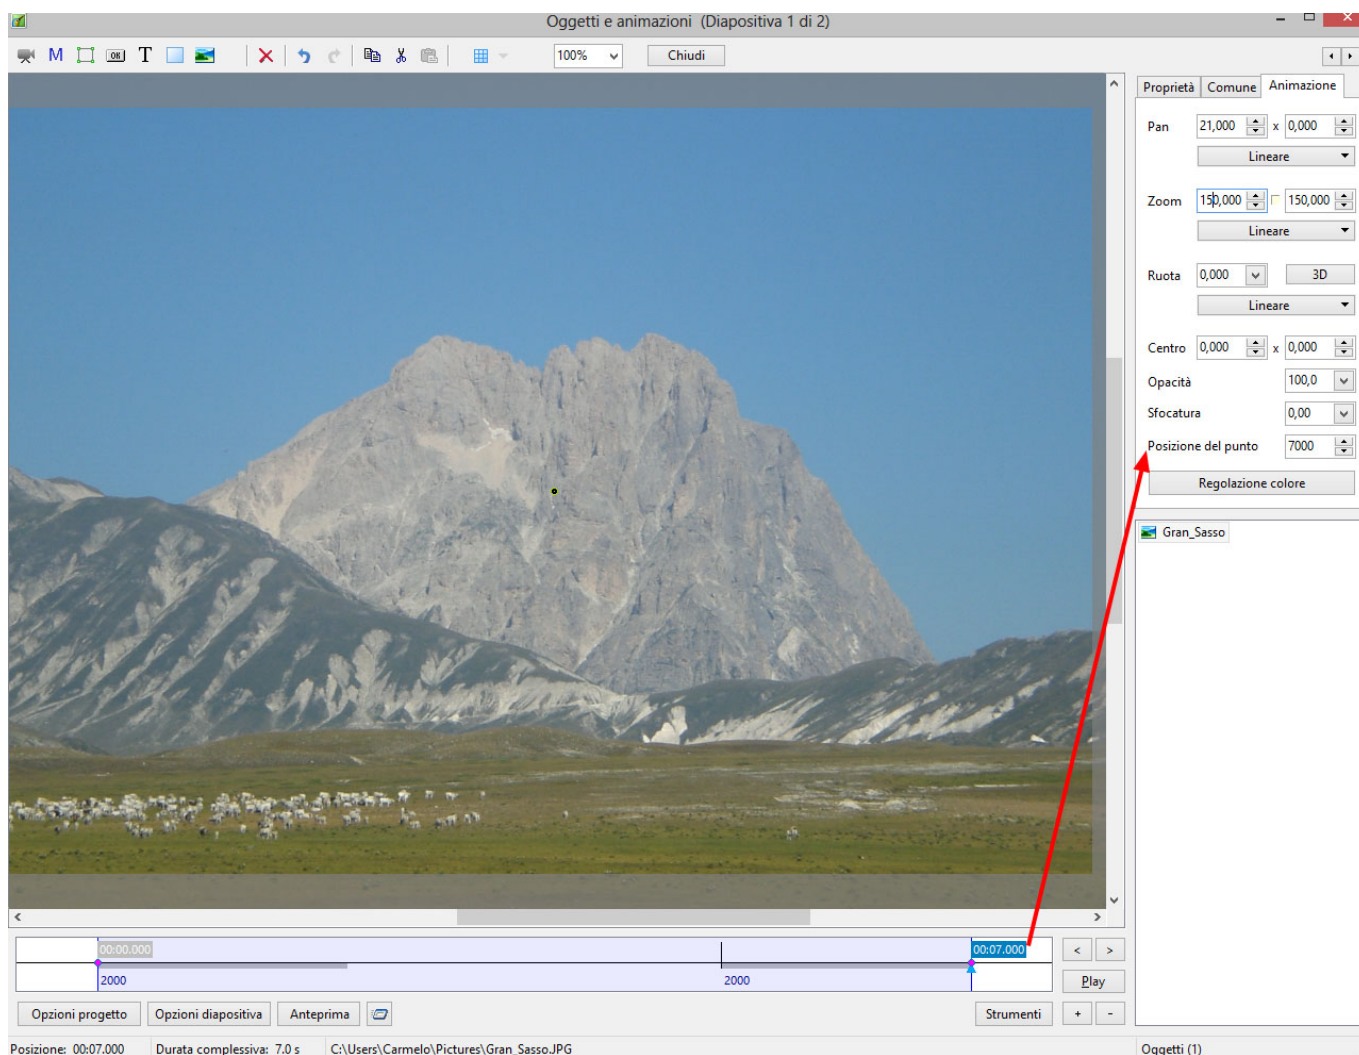 Oggetti e animazioni (Diapositiva 1 di 2)
M OK T 100% Chiudi
Proprietà Comune Animazione
Pan 21,000 x 0,000
Lineare
Zoom 150,000 150,000
Lineare
Ruota 0,000 3D
Lineare
Centro 0,000 x 0,000
Opacità 100,0
Sfocatura 0,00
Posizione del punto 7000
Regolazione colore
Gran_Sasso
00:00.000 00:07.000 < >
2000 2000 Play
Opzioni progetto Opzioni diapositiva Anteprima Strumenti + -
Posizione: 00:07.000 Durata complessiva: 7.0 s C:\Users\Carmelo\Pictures\Gran_Sasso.JPG Oggetti (1)